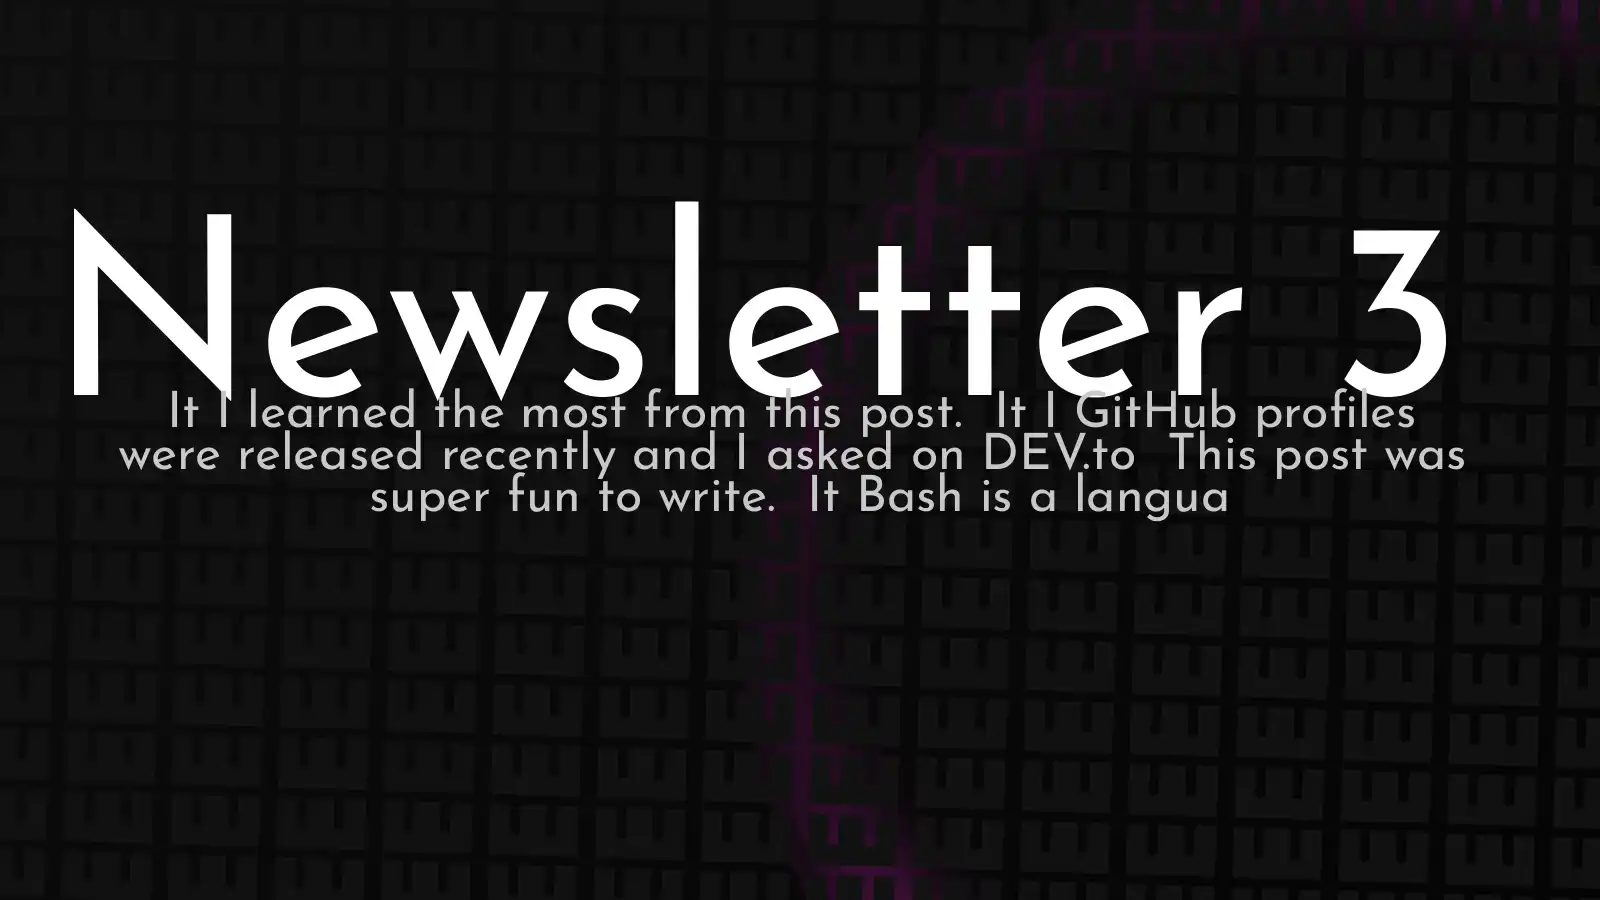 Newsletter 3
It I learned the most from this post. It I GitHub profiles
were released recently and I asked on DEV.to This post was
super fun to write. It Bash is a langua